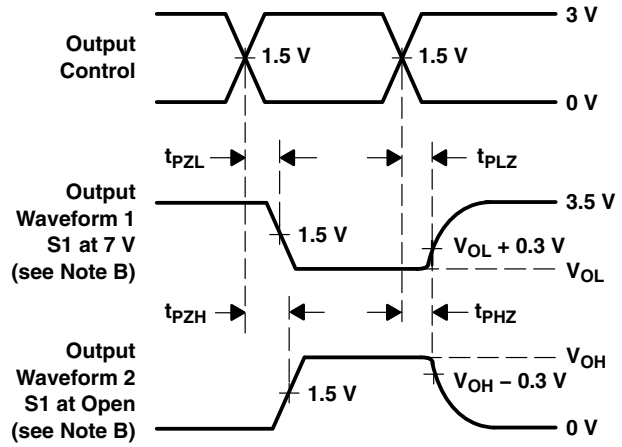 3 V
Output
Control
1.5 V
1.5 V
0 V
tPZL
tPLZ
Output
Waveform 1
S1 at 7 V
(see Note B)
3.5 V
1.5 V
VOL + 0.3 V
VOL
tPZH
tPHZ
Output
Waveform 2
S1 at Open
(see Note B)
VOH
1.5 V
VOH – 0.3 V
0 V